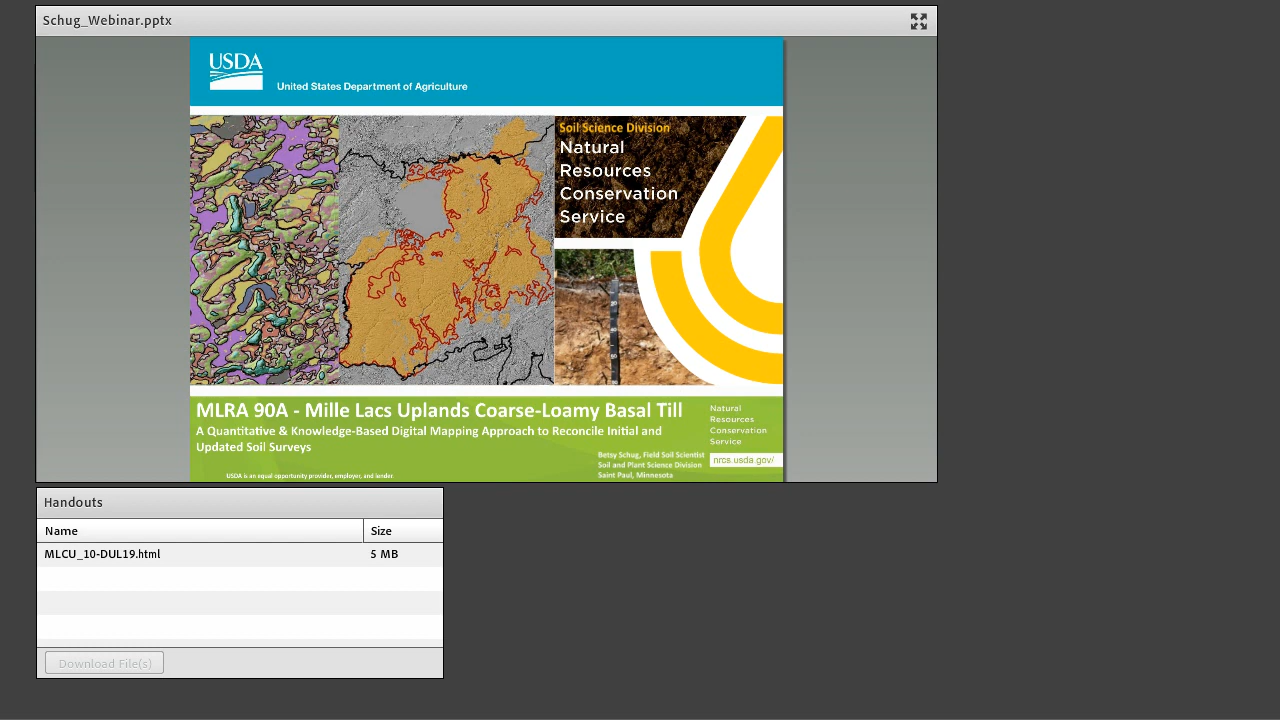 Schug_Webinar.pptx
USDA
United States Department of Agriculture
Soil Science Division
Natural
Resources
Conservation
Service
MLRA 90A - Mille Lacs Uplands Coarse-Loamy Basal Till
A Quantitative & Knowledge-Based Digital Mapping Approach to Reconcile Initial and
Updated Soil Surveys
Natural
Resources
Conservation
Service
nrcs.usda.gov/
Betsy Schug, Field Soil Scientist
Soil and Plant Science Division
Saint Paul, Minnesota
USDA is an equal opportunity provider, employer, and lender.
Handouts
Name Size
MLCU_10-DUL19.html 5 MB
Download File(s)